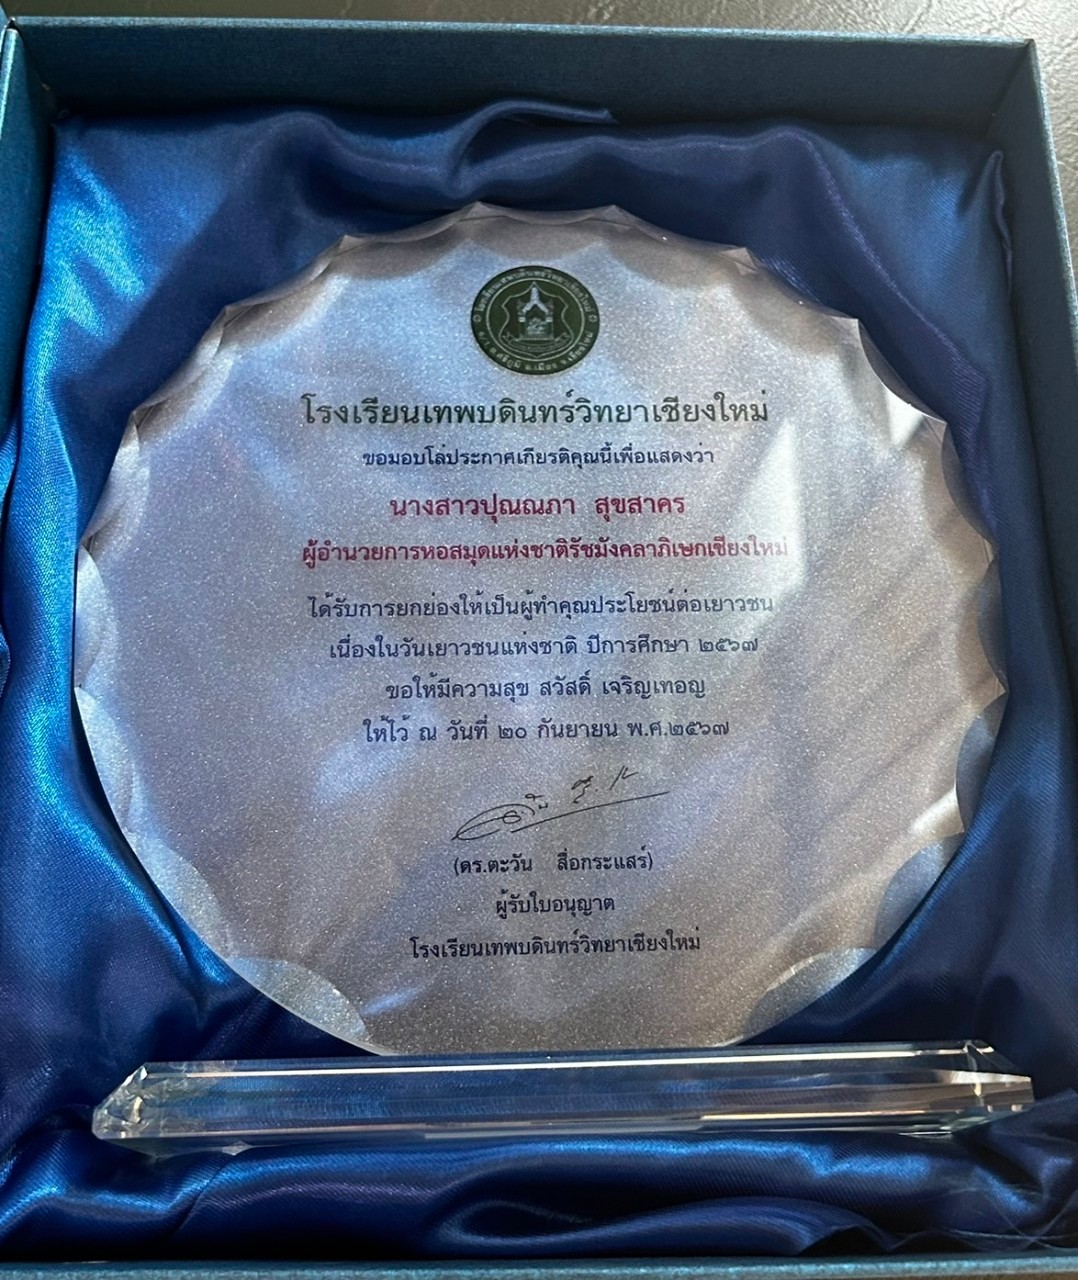 โรงเรียนเทพบดินทร์วิทยาเชียงใหม่
ขอมอบโล่ประกาศเกียรติคุณนี้เพื่อแสดงว่า
นางสาวปุณณภา สุขสาคร
ผู้อำนวยการหอสมุดแห่งชาติรัชมังคลาภิเษกเชียงใหม่
ได้รับการยกย่องให้เป็นผู้ทำคุณประโยชน์ต่อเยาวชน
เนื่องในวันเยาวชนแห่งชาติ ปีการศึกษา ๒๕๖๗
ขอให้มีความสุข สวัสดิ์ เจริญเทอญ
ให้ไว้ ณ วันที่ ๒๐ กันยายน พ.ศ.๒๕๖๗
(ดร.ตะวัน สื่อกระแสร์)
ผู้รับใบอนุญาต
โรงเรียนเทพบดินทร์วิทยาเชียงใหม่